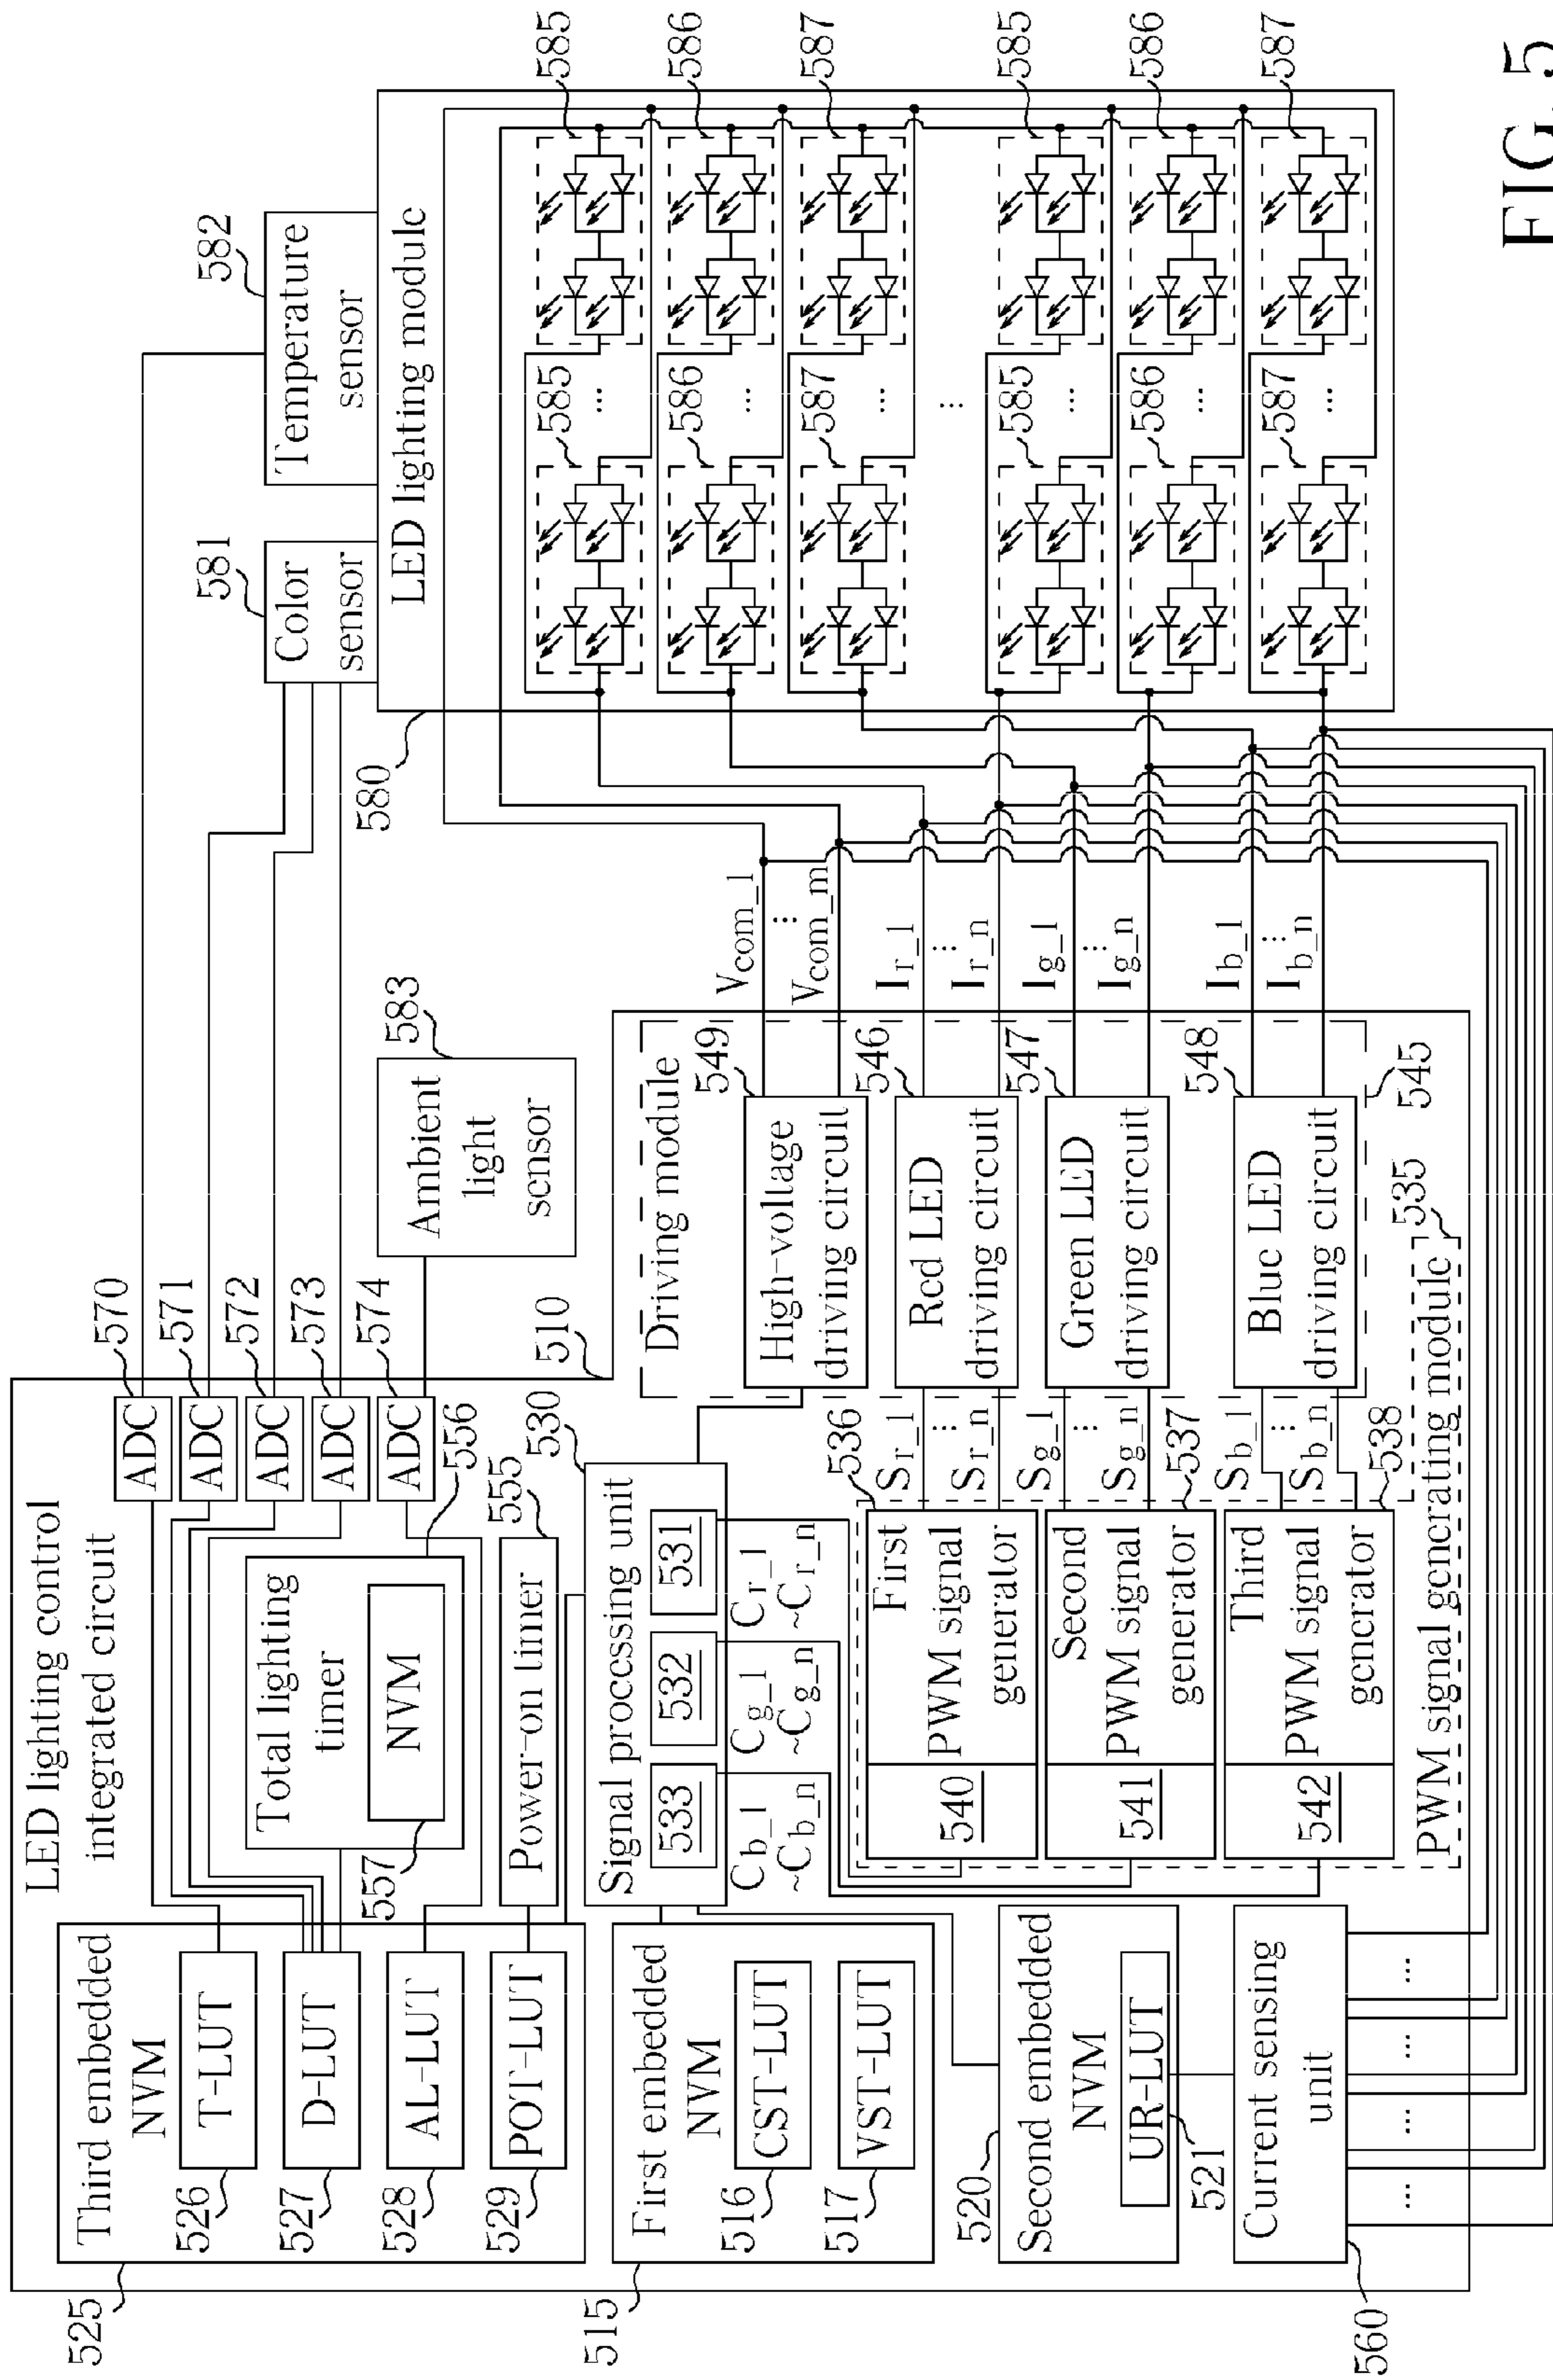 LED lighting control
integrated circuit
510
Third embedded
NVM
525
T-LUT
526
D-LUT
527
AL-LUT
528
POT-LUT
529
First embedded
NVM
515
CST-LUT
516
VST-LUT
517
Second embedded
NVM
520
UR-LUT
521
Current sensing
unit
560
...
...
...
...
Total lighting
timer
556
NVM
557
Power-on timer
555
ADC
570
ADC
571
ADC
572
ADC
573
ADC
574
Signal processing unit
530
533
532
531
Cb_1
~Cb_n
Cg_1
~Cg_n
Cr_1
~Cr_n
540
First
PWM signal
generator
536
541
Second
PWM signal
generator
537
542
Third
PWM signal
generator
538
PWM signal generating module
535
Sr_1
⋮
Sr_n
Sg_1
⋮
Sg_n
Sb_1
⋮
Sb_n
Driving module
545
High-voltage
driving circuit
549
Red LED
driving circuit
546
Green LED
driving circuit
547
Blue LED
driving circuit
548
Ambient
light
sensor
583
Vcom_1
⋮
Vcom_m
Ir_1
⋮
Ir_n
Ig_1
⋮
Ig_n
Ib_1
⋮
Ib_n
Color
sensor
581
Temperature
sensor
582
LED lighting module
580
585
...
585
586
...
586
587
...
587
⋮
585
...
585
586
...
586
587
...
587
FIG. 5